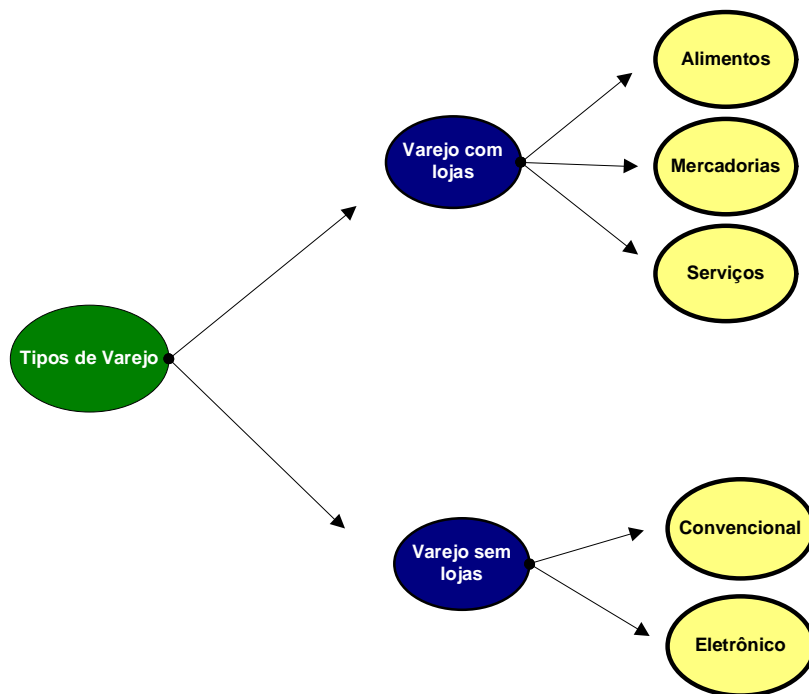 Alimentos
Varejo com
lojas
Mercadorias
Serviços
Tipos de Varejo
Convencional
Varejo sem
lojas
Eletrônico